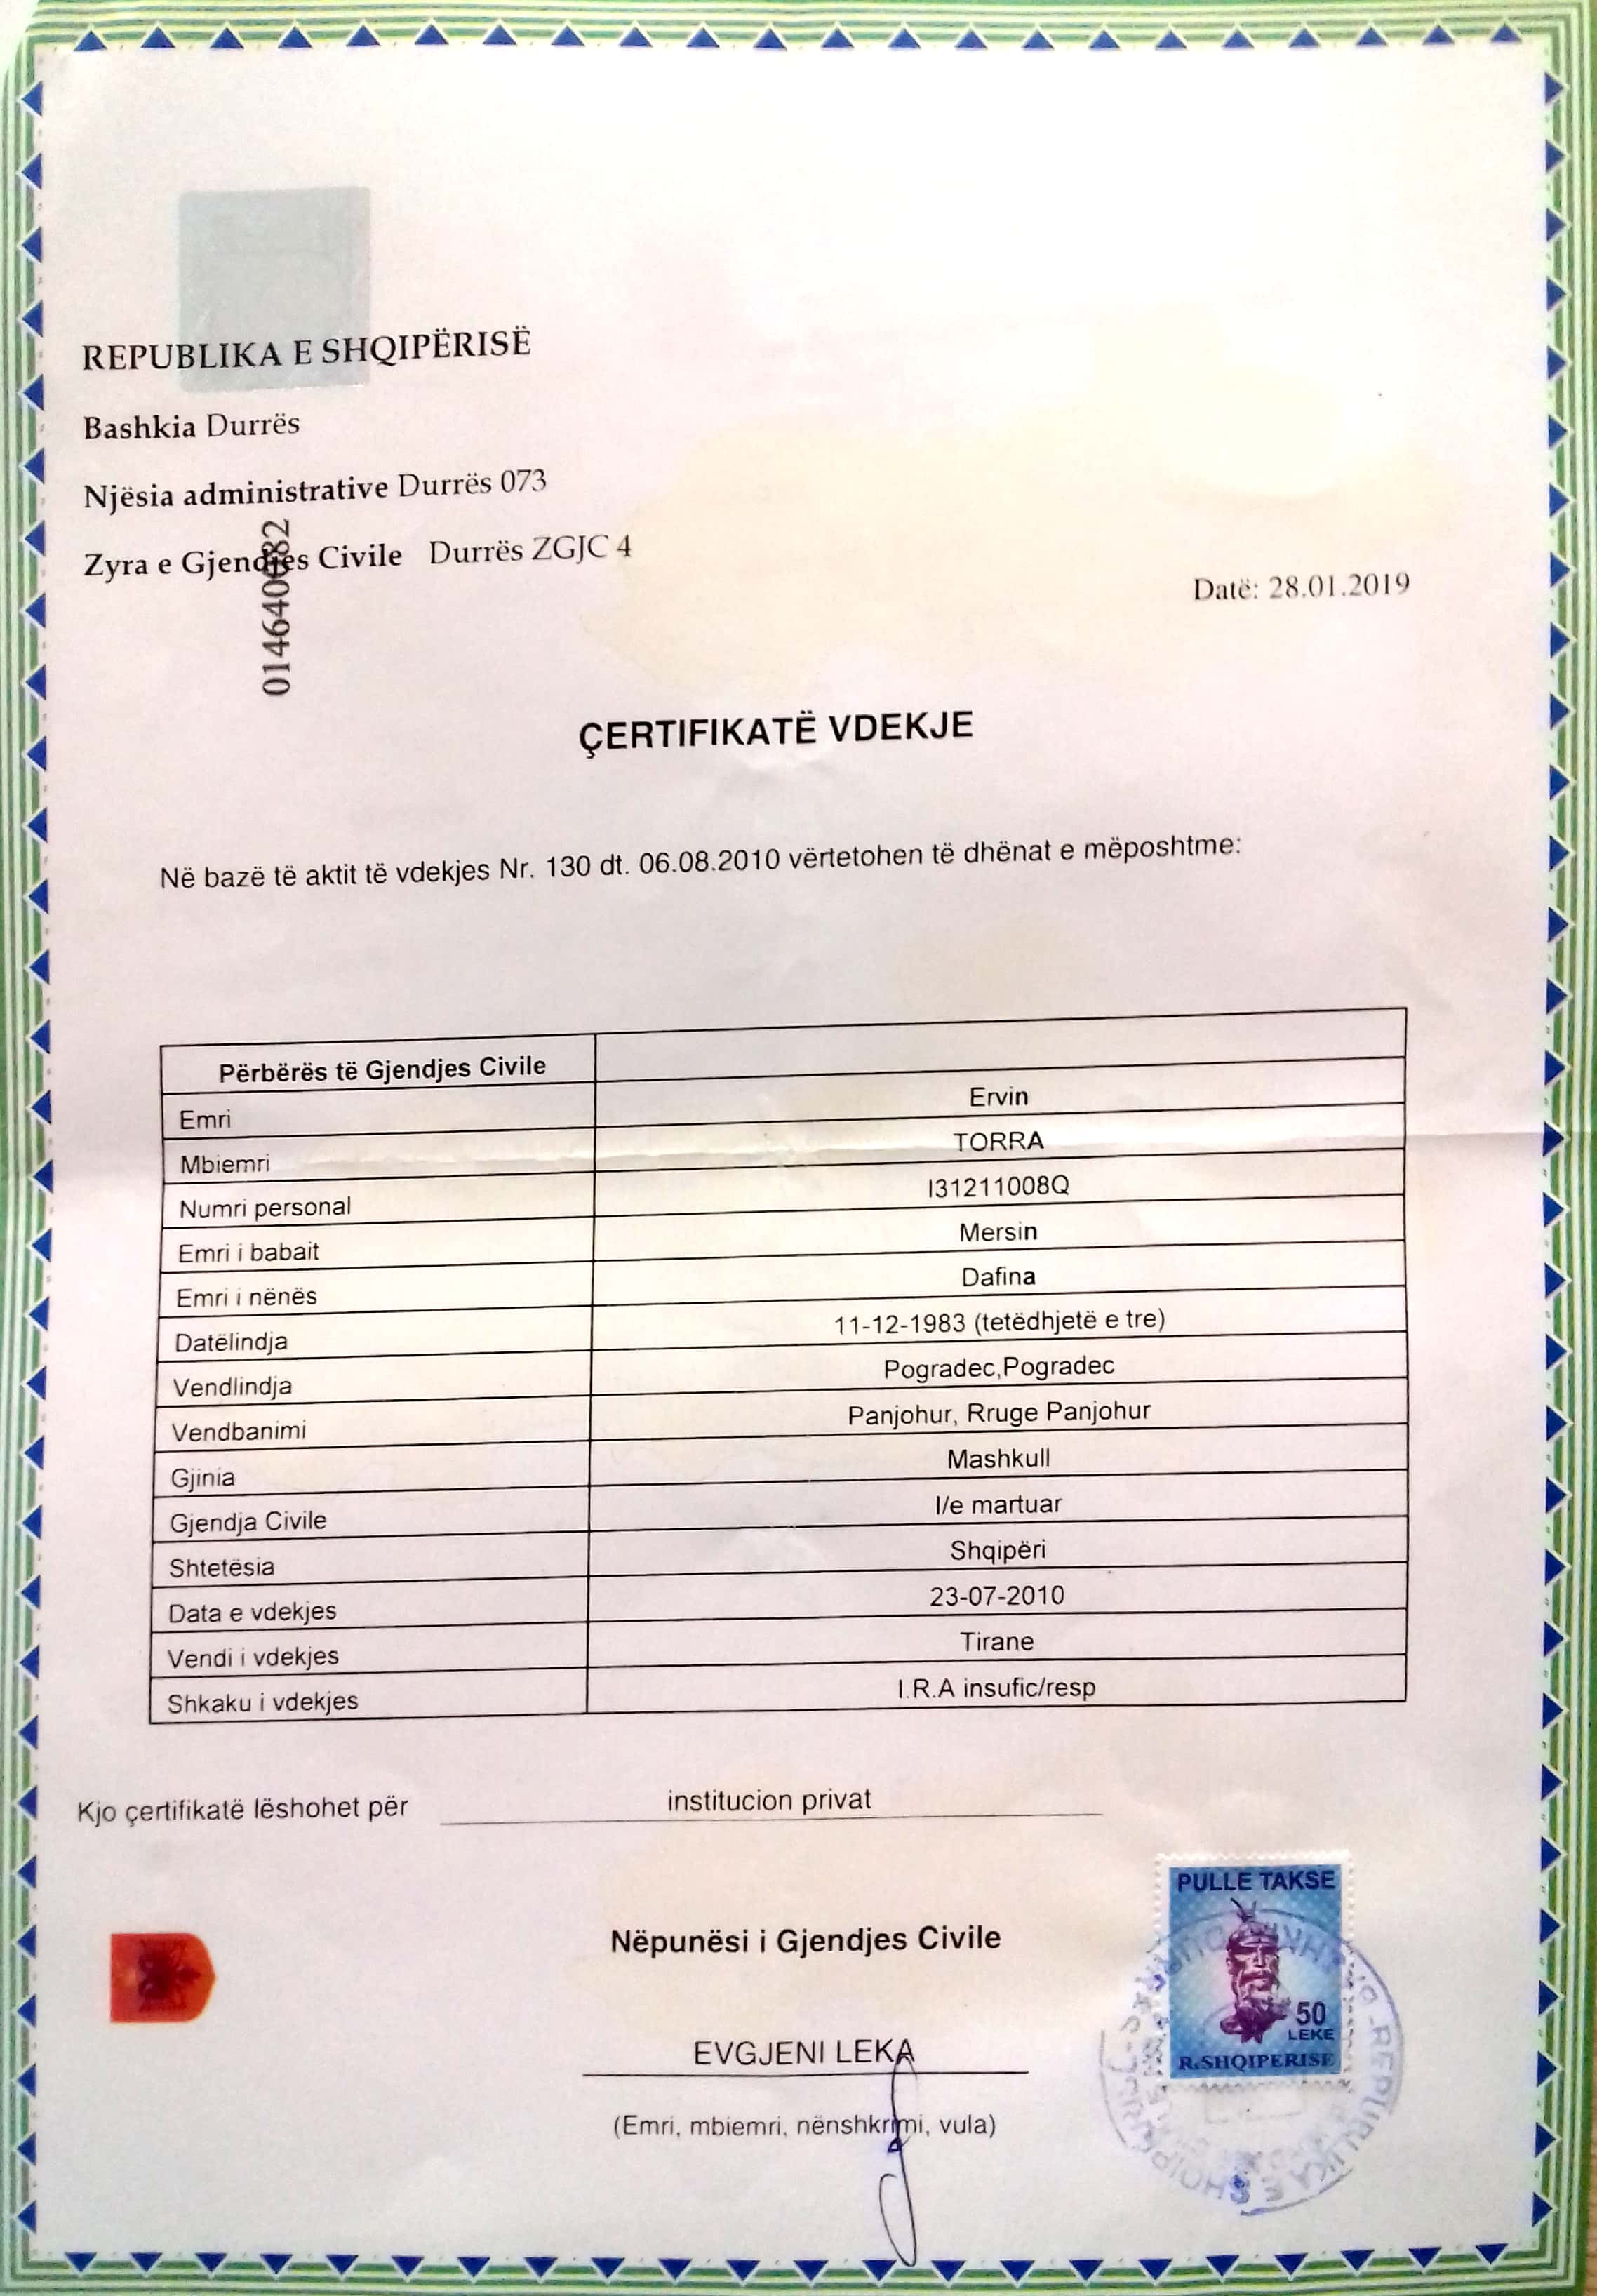 REPUBLIKA E SHQIPËRISË
Bashkia Durrës
Njësia administrative Durrës 073
Zyra e Gjendjes Civile Durrës ZGJC 4
Datë: 28.01.2019
ÇERTIFIKATË VDEKJE
Në bazë të aktit të vdekjes Nr. 130 dt. 06.08.2010 vërtetohen të dhënat e mëposhtme:
Përbërës të Gjendjes Civile
Emri Ervin
Mbiemri TORRA
Numri personal I31211008Q
Emri i babait Mersin
Emri i nënës Dafina
Datëlindja 11-12-1983 (tetëdhjetë e tre)
Vendlindja Pogradec,Pogradec
Vendbanimi Panjohur, Rruge Panjohur
Gjinia Mashkull
Gjendja Civile I/e martuar
Shtetësia Shqipëri
Data e vdekjes 23-07-2010
Vendi i vdekjes Tirane
Shkaku i vdekjes I.R.A insufic/resp
Kjo çertifikatë lëshohet për institucion privat
Nëpunësi i Gjendjes Civile
EVGJENI LEKA
(Emri, mbiemri, nënshkrimi, vula)
PULLE TAKSE
50
LEKE
R.SHQIPERISE
REPUBLIKA E SHQIPËRISË